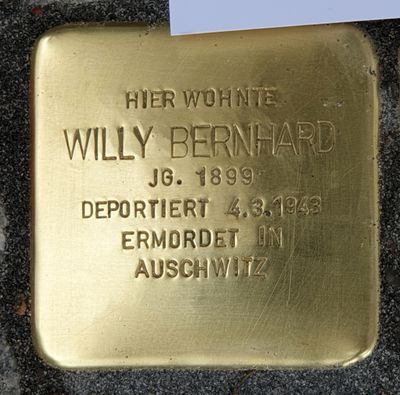 HIER WOHNTE
WILLY BERNHARD
JG. 1899
DEPORTIERT 4.3.1943
ERMORDET IN
AUSCHWITZ